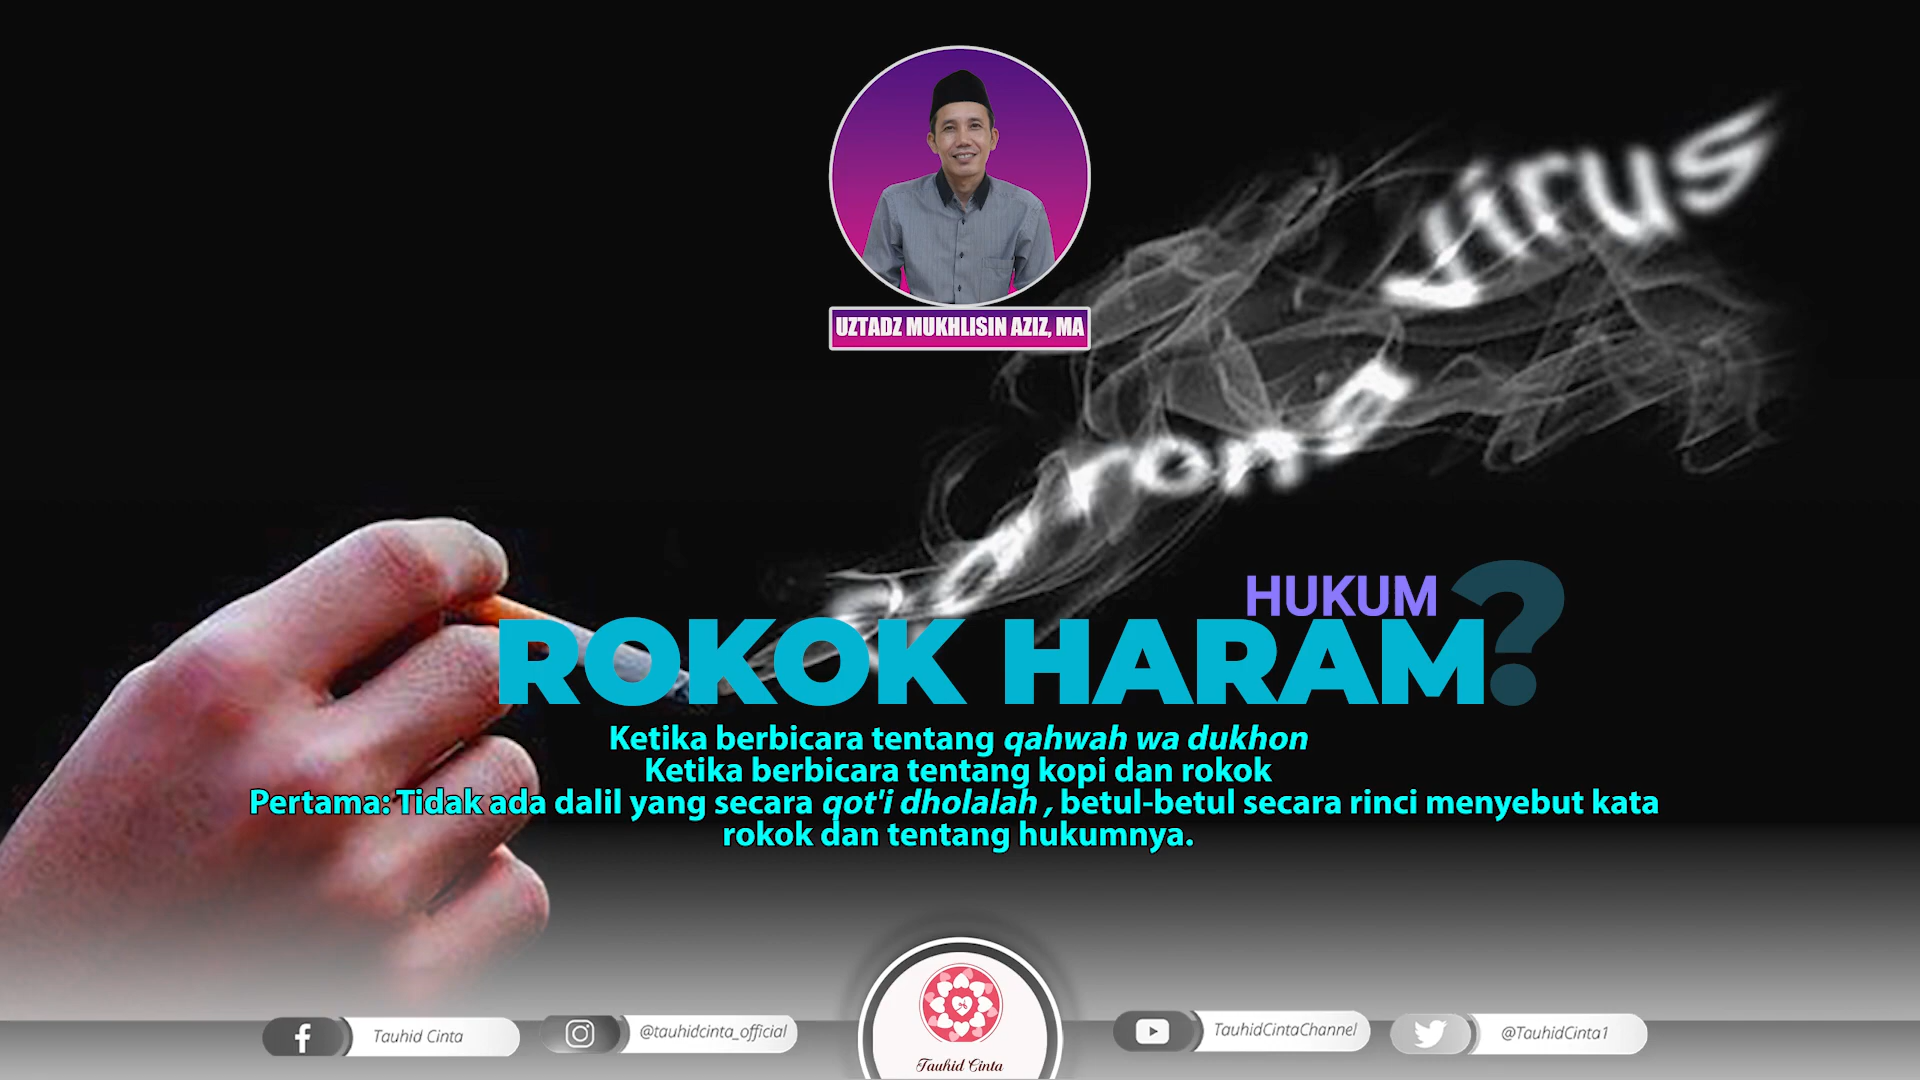 UZTADZ MUKHLISIN AZIZ, MA
virus
corona
HUKUM
ROKOK HARAM?
Ketika berbicara tentang qahwah wa dukhon
Ketika berbicara tentang kopi dan rokok
Pertama: Tidak ada dalil yang secara qot'i dholalah , betul-betul secara rinci menyebut kata
rokok dan tentang hukumnya.
Tauhid Cinta
@tauhidcinta_official
Tauhid Cinta
TauhidCintaChannel
@TauhidCinta1